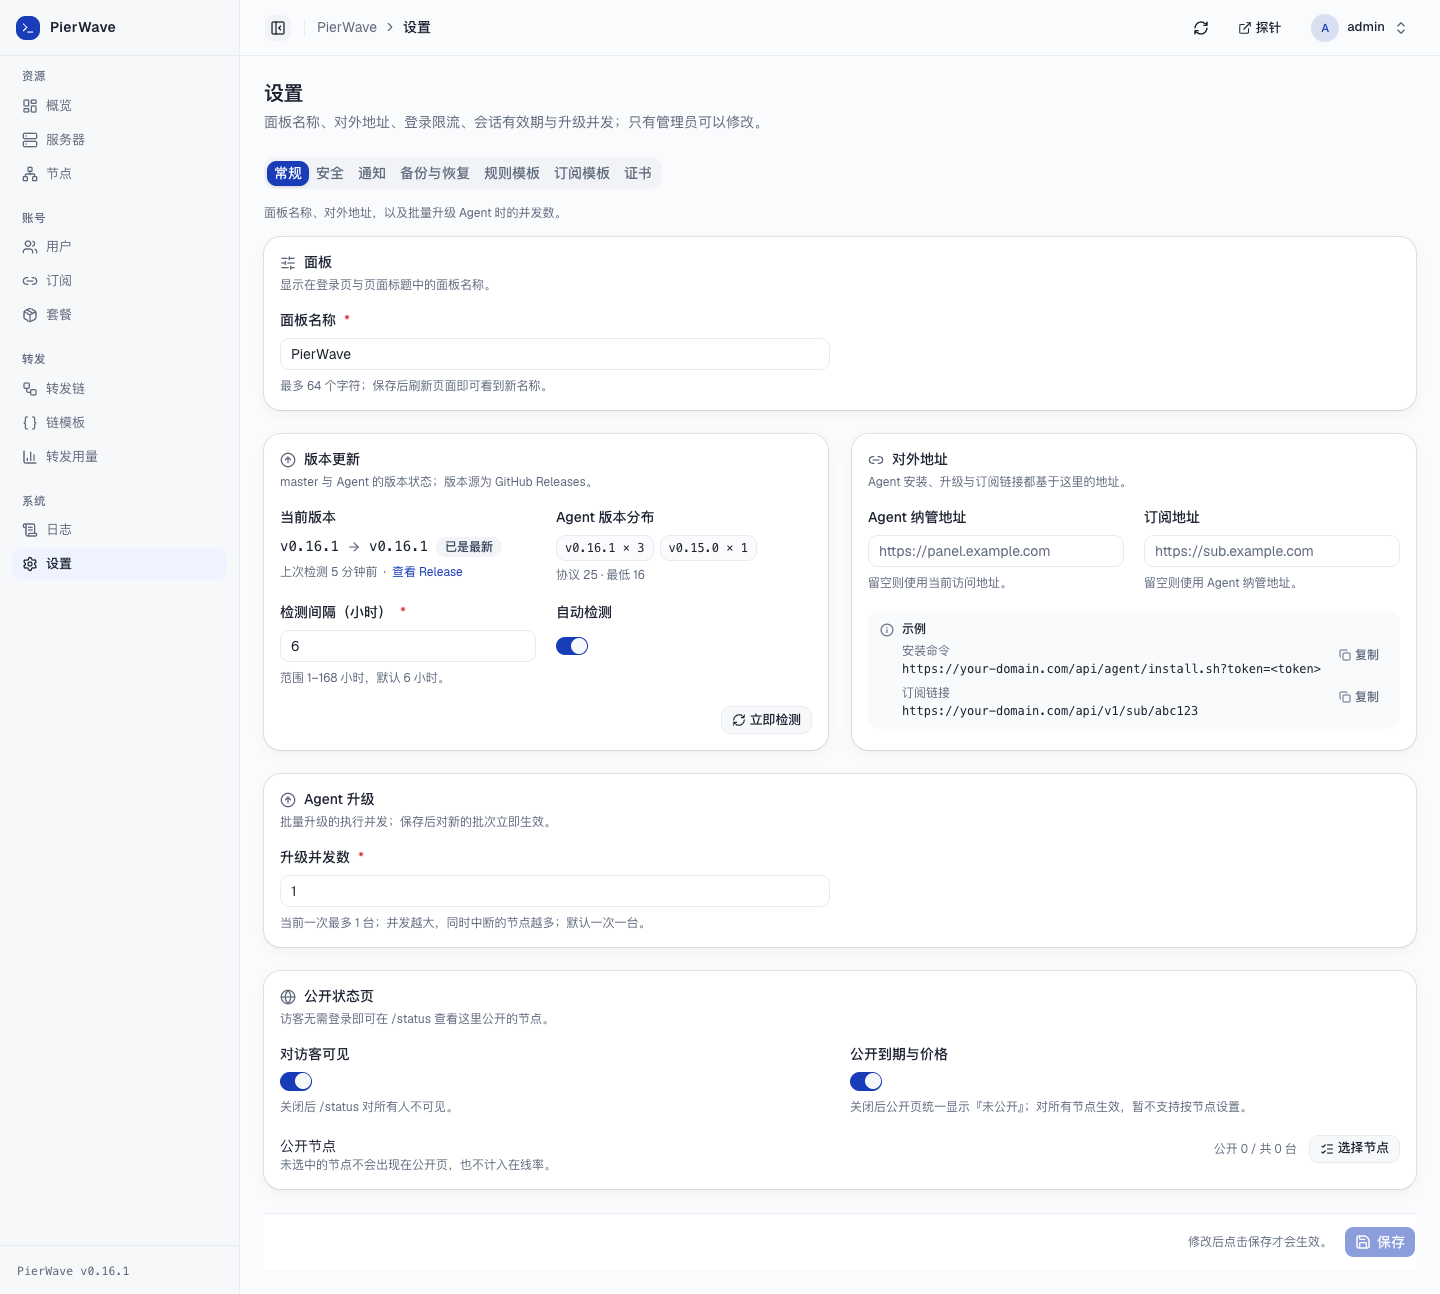 PierWave
PierWave > 设置
探针
A
admin
资源
概览
服务器
节点
账号
用户
订阅
套餐
转发
转发链
链模板
转发用量
系统
日志
设置
PierWave v0.16.1
设置
面板名称、对外地址、登录限流、会话有效期与升级并发；只有管理员可以修改。
常规 安全 通知 备份与恢复 规则模板 订阅模板 证书
面板名称、对外地址，以及批量升级 Agent 时的并发数。
面板
显示在登录页与页面标题中的面板名称。
面板名称 *
PierWave
最多 64 个字符；保存后刷新页面即可看到新名称。
版本更新
master 与 Agent 的版本状态；版本源为 GitHub Releases。
当前版本
v0.16.1 → v0.16.1 已是最新
上次检测 5 分钟前 · 查看 Release
Agent 版本分布
v0.16.1 × 3 v0.15.0 × 1
协议 25 · 最低 16
检测间隔（小时） *
6
范围 1–168 小时，默认 6 小时。
自动检测
立即检测
对外地址
Agent 安装、升级与订阅链接都基于这里的地址。
Agent 纳管地址
https://panel.example.com
留空则使用当前访问地址。
订阅地址
https://sub.example.com
留空则使用 Agent 纳管地址。
示例
安装命令
https://your-domain.com/api/agent/install.sh?token=<token>
复制
订阅链接
https://your-domain.com/api/v1/sub/abc123
复制
Agent 升级
批量升级的执行并发；保存后对新的批次立即生效。
升级并发数 *
1
当前一次最多 1 台；并发越大，同时中断的节点越多；默认一次一台。
公开状态页
访客无需登录即可在 /status 查看这里公开的节点。
对访客可见
关闭后 /status 对所有人不可见。
公开到期与价格
关闭后公开页统一显示『未公开』；对所有节点生效，暂不支持按节点设置。
公开节点
未选中的节点不会出现在公开页，也不计入在线率。
公开 0 / 共 0 台
选择节点
修改后点击保存才会生效。
保存